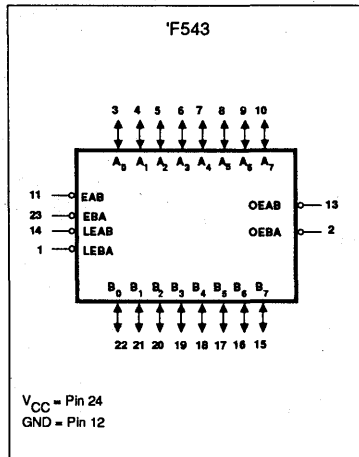 'F543
3 4 5 6 7 8 9 10
A0 A1 A2 A3 A4 A5 A6 A7
11 EAB
OEAB 13
23 EBA
14 LEAB
OEBA 2
1 LEBA
B0 B1 B2 B3 B4 B5 B6 B7
22 21 20 19 18 17 16 15
VCC = Pin 24
GND = Pin 12